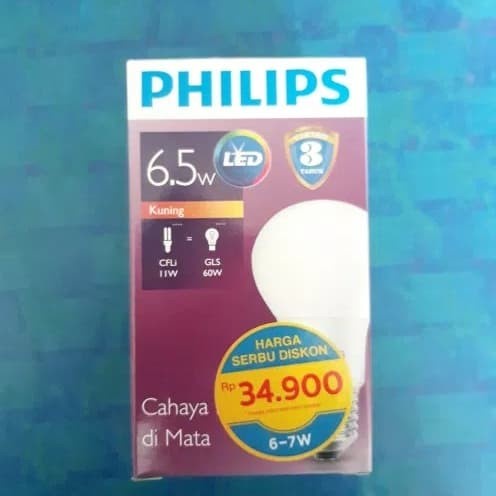 PHILIPS
6.5W
LED
3
TAHUN
Kuning
=
CFLi
11W
GLS
60W
HARGA
SERBU DISKON
Rp 34.900
6-7W
Cahaya
di Mata